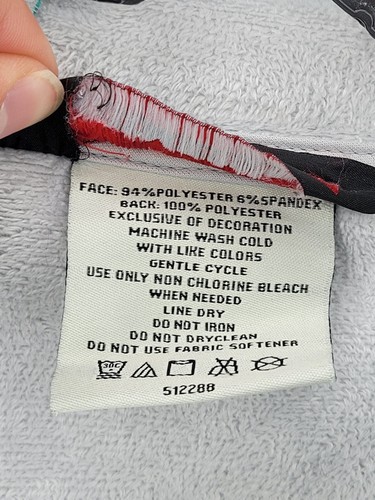 FACE: 94%POLYESTER 6%SPANDEX
BACK: 100% POLYESTER
EXCLUSIVE OF DECORATION
MACHINE WASH COLD
WITH LIKE COLORS
GENTLE CYCLE
USE ONLY NON CHLORINE BLEACH
WHEN NEEDED
LINE DRY
DO NOT IRON
DO NOT DRYCLEAN
DO NOT USE FABRIC SOFTENER
30C
512288